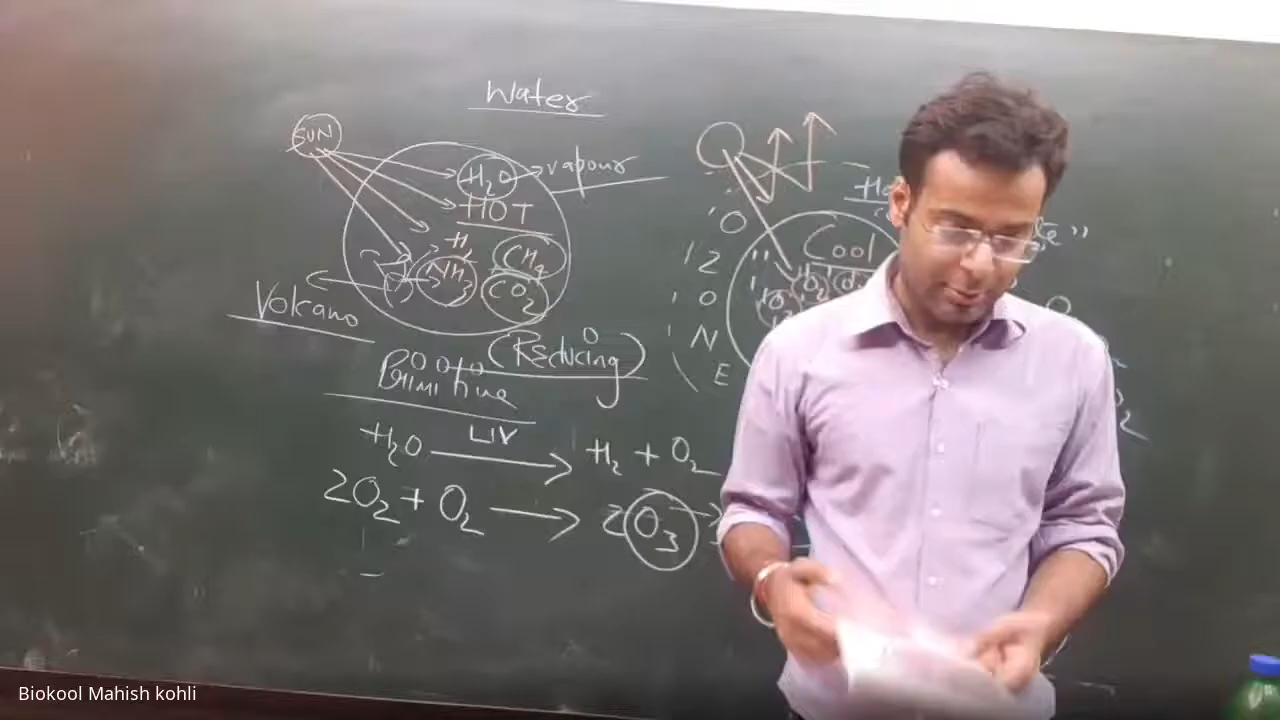 Water
SUN
H₂O → vapour
HOT
H₂ CH₄
NH₃ CO₂
Volcano
(Reducing)
Primitive
H₂O UV → H₂ + O₂
2O₂ + O₂ → 2O₃ →
Cool
O₂
'O
'Z
'O
'N
E
Biokool Mahish kohli